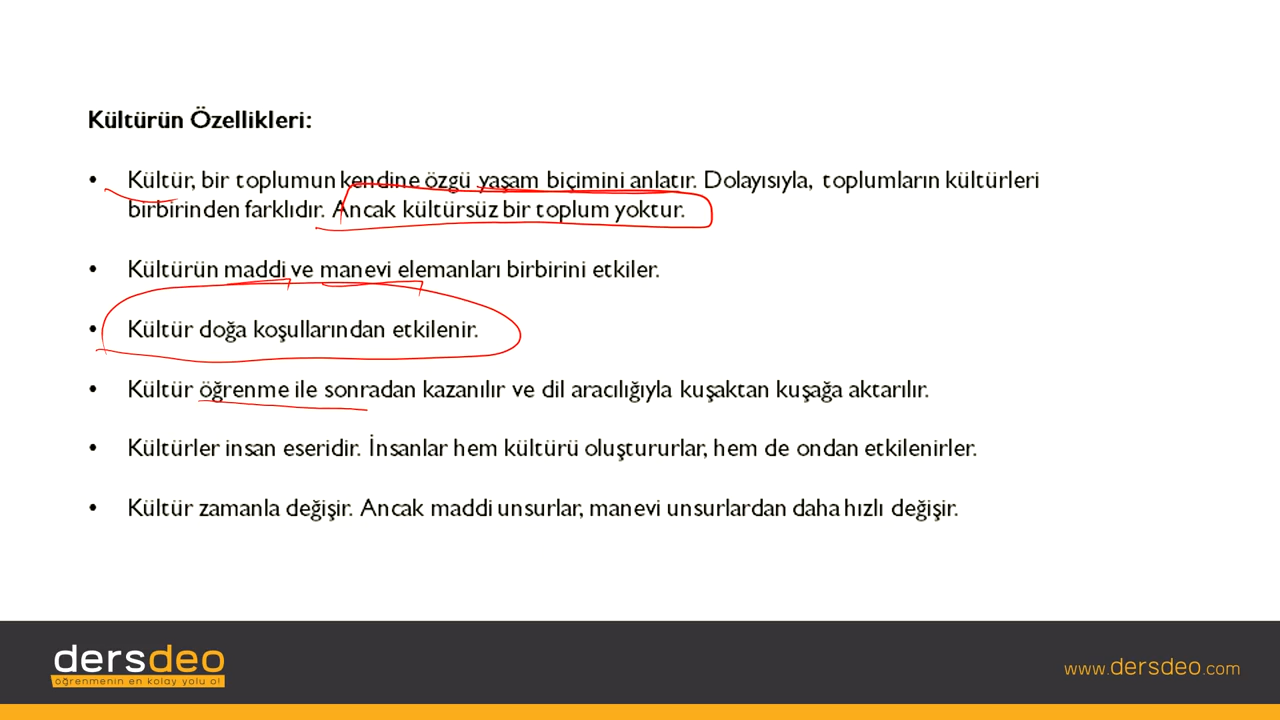 Kültürün Özellikleri:
• Kültür, bir toplumun kendine özgü yaşam biçimini anlatır. Dolayısıyla, toplumların kültürleri
birbirinden farklıdır. Ancak kültürsüz bir toplum yoktur.
• Kültürün maddi ve manevi elemanları birbirini etkiler.
• Kültür doğa koşullarından etkilenir.
• Kültür öğrenme ile sonradan kazanılır ve dil aracılığıyla kuşaktan kuşağa aktarılır.
• Kültürler insan eseridir. İnsanlar hem kültürü oluştururlar, hem de ondan etkilenirler.
• Kültür zamanla değişir. Ancak maddi unsurlar, manevi unsurlardan daha hızlı değişir.
dersdeo
öğrenmenin en kolay yolu o!
www.dersdeo.com